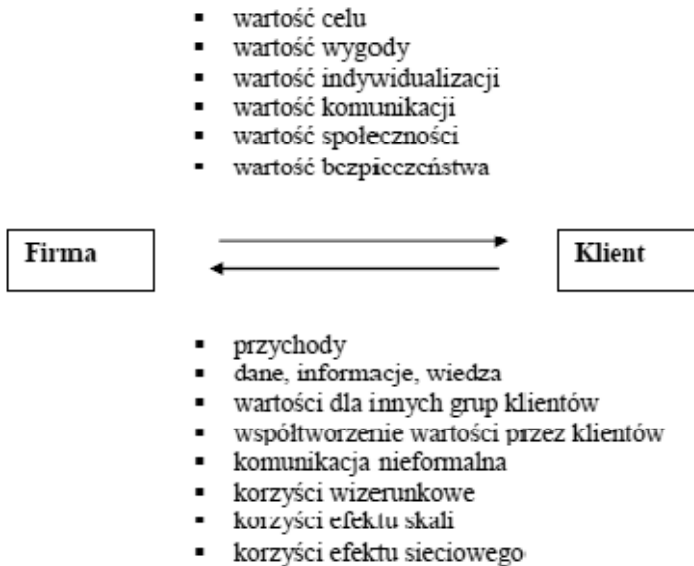 ▪ wartość celu
▪ wartość wygody
▪ wartość indywidualizacji
▪ wartość komunikacji
▪ wartość społeczności
▪ wartość bezpieczeństwa
Firma
Klient
▪ przychody
▪ dane, informacje, wiedza
▪ wartości dla innych grup klientów
▪ współtworzenie wartości przez klientów
▪ komunikacja nieformalna
▪ korzyści wizerunkowe
▪ korzyści efektu skali
▪ korzyści efektu sieciowego